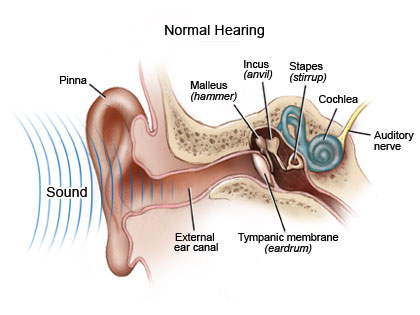 Normal Hearing
Pinna
Malleus
(hammer)
Incus
(anvil)
Stapes
(stirrup)
Cochlea
Auditory
nerve
Sound
External
ear canal
Tympanic membrane
(eardrum)